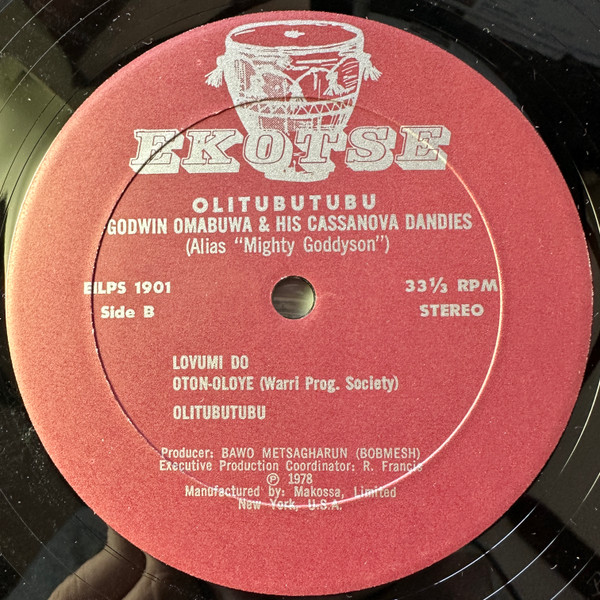 EKOTSE
OLITUBUTUBU
GODWIN OMABUWA & HIS CASSANOVA DANDIES
(Alias "Mighty Goddyson")
EILPS 1901
33⅓ RPM
Side B
STEREO
LOVUMI DO
OTON-OLOYE (Warri Prog. Society)
OLITUBUTUBU
Producer: BAWO METSAGHARUN (BOBMESH)
Executive Production Coordinator: R. Francis
Ⓟ 1978
Manufactured by: Makossa, Limited
New York, U.S.A.